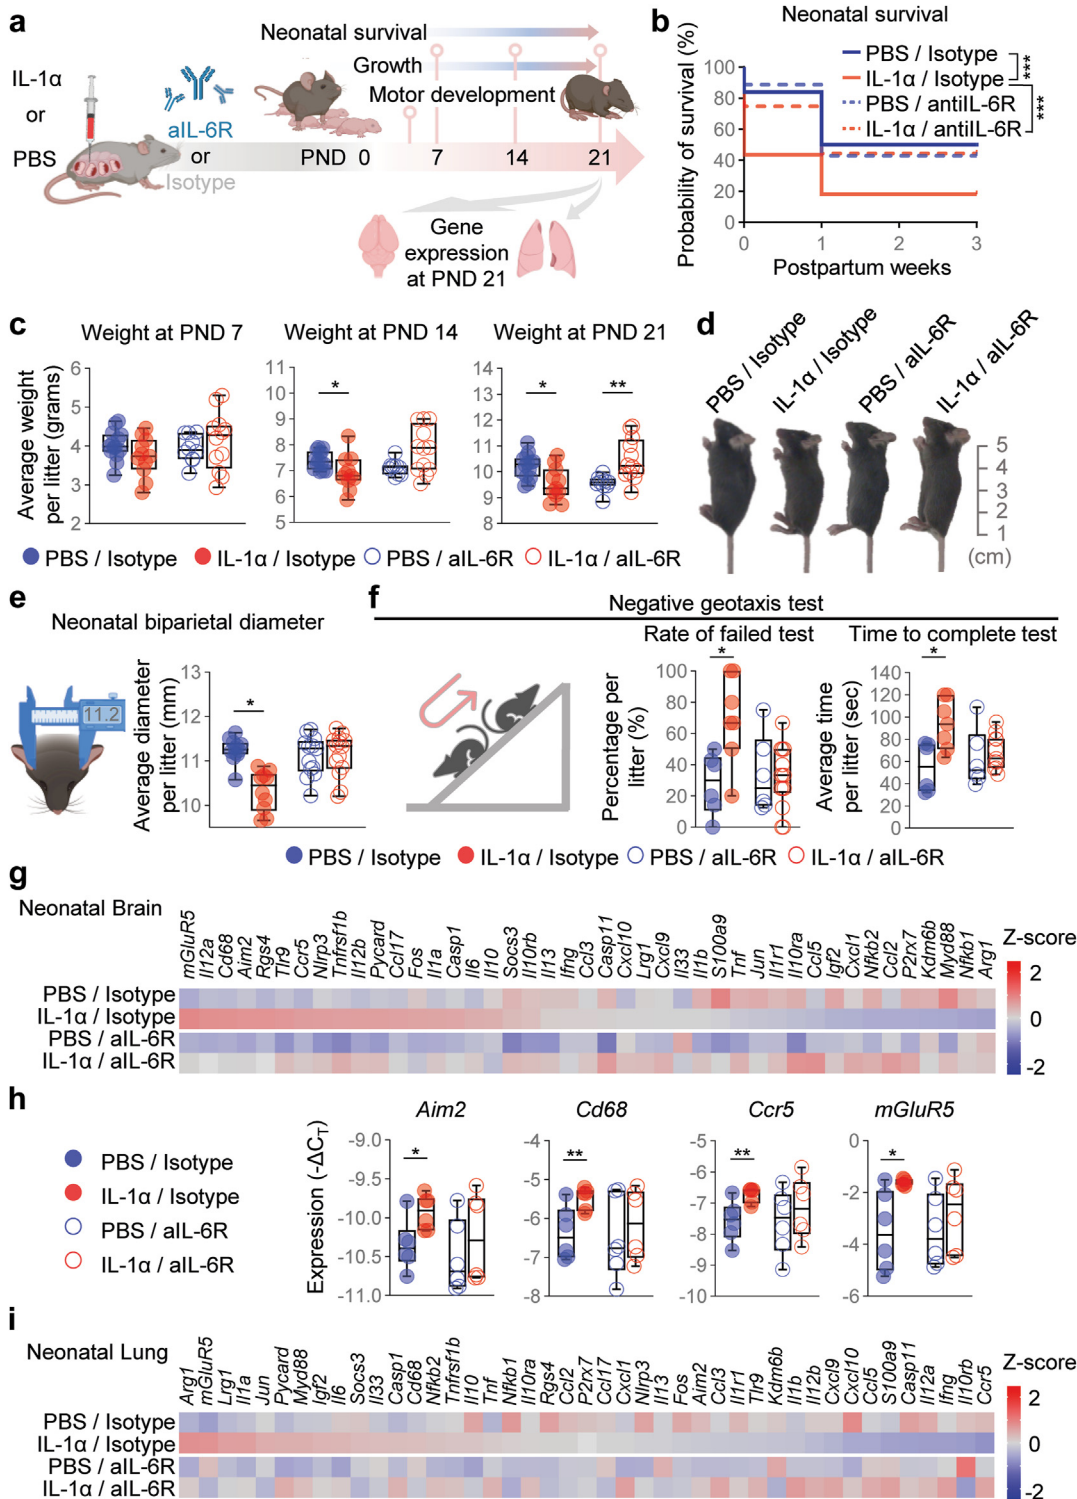 a
Neonatal survival
Growth
Motor development
IL-1α
or
PBS
aIL-6R
or
Isotype
PND 0 7 14 21
Gene
expression
at PND 21
b
Neonatal survival
Probability of survival (%)
100
80
60
40
20
0
0 1 2 3
Postpartum weeks
PBS / Isotype
IL-1α / Isotype
PBS / antiIL-6R
IL-1α / antiIL-6R
***
***
c
Weight at PND 7
Weight at PND 14
Weight at PND 21
Average weight
per litter (grams)
6
5
4
3
2
11
10
9
8
7
6
5
*
14
13
12
11
10
9
8
* **
PBS / Isotype IL-1α / Isotype PBS / aIL-6R IL-1α / aIL-6R
d
PBS / Isotype
IL-1α / Isotype
PBS / aIL-6R
IL-1α / aIL-6R
5
4
3
2
1
(cm)
e
Neonatal biparietal diameter
11.2
Average diameter
per litter (mm)
13
12
11
10
*
f
Negative geotaxis test
Rate of failed test
Percentage per
litter (%)
100
80
60
40
20
0
*
Time to complete test
Average time
per litter (sec)
140
120
100
80
60
40
20
0
*
PBS / Isotype IL-1α / Isotype PBS / aIL-6R IL-1α / aIL-6R
g
Neonatal Brain
mGluR5 Il12a Cd68 Aim2 Rgs4 Tlr9 Ccr5 Nlrp3 Tnfrsf1b Il12b Pycard Ccl17 Fos Il1a Casp1 Il6 Il10 Socs3 Il10rb Il13 Ifng Ccl3 Casp11 Cxcl10 Lrg1 Cxcl9 Il33 Il1b S100a9 Tnf Jun Il1r1 Il10ra Ccl5 Igf2 Cxcl1 Nfkb2 Ccl2 P2rx7 Kdm6b Myd88 Nfkb1 Arg1
PBS / Isotype
IL-1α / Isotype
PBS / aIL-6R
IL-1α / aIL-6R
Z-score
2
0
-2
h
PBS / Isotype
IL-1α / Isotype
PBS / aIL-6R
IL-1α / aIL-6R
Expression (-ΔCT)
Aim2
-9.0
-9.5
-10.0
-10.5
-11.0
*
Cd68
-4
-5
-6
-7
-8
**
Ccr5
-5
-6
-7
-8
-9
-10
**
mGluR5
0
-2
-4
-6
*
i
Neonatal Lung
Arg1 mGluR5 Lrg1 Il1a Jun Pycard Myd88 Igf2 Il6 Socs3 Il33 Casp1 Cd68 Nfkb2 Tnfrsf1b Il10 Tnf Nfkb1 Il10ra Rgs4 Ccl2 P2rx7 Ccl17 Cxcl1 Nlrp3 Il13 Fos Aim2 Ccl3 Il1r1 Tlr9 Kdm6b Il1b Il12b Cxcl9 Cxcl10 Ccl5 S100a9 Casp11 Il12a Ifng Il10rb Ccr5
PBS / Isotype
IL-1α / Isotype
PBS / aIL-6R
IL-1α / aIL-6R
Z-score
2
0
-2